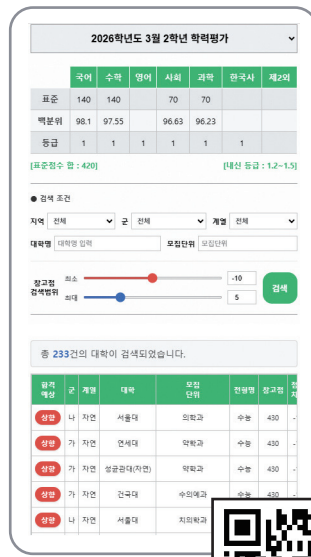 2026학년도 3월 2학년 학력평가
국어 수학 영어 사회 과학 한국사 제2외
표준 140 140 70 70
백분위 98.1 97.55 96.63 96.23
등급 1 1 1 1 1 1
[표준점수 합 : 420] [내신 등급 : 1.2~1.5]
● 검색 조건
지역 전체 군 전체 계열 전체
대학명 대학명 입력 모집단위 모집단위
참고점 검색범위
최소 -10
최대 5
검색
총 233건의 대학이 검색되었습니다.
합격예상 군 계열 대학 모집단위 전형명 참고점
상향 나 자연 서울대 의학과 수능 430 -
상향 나 자연 연세대 약학과 수능 430 -
상향 나 자연 성균관대(자연) 약학과 수능 430 -
상향 나 자연 건국대 수의예과 수능 430 -
상향 나 자연 서울대 치의학과